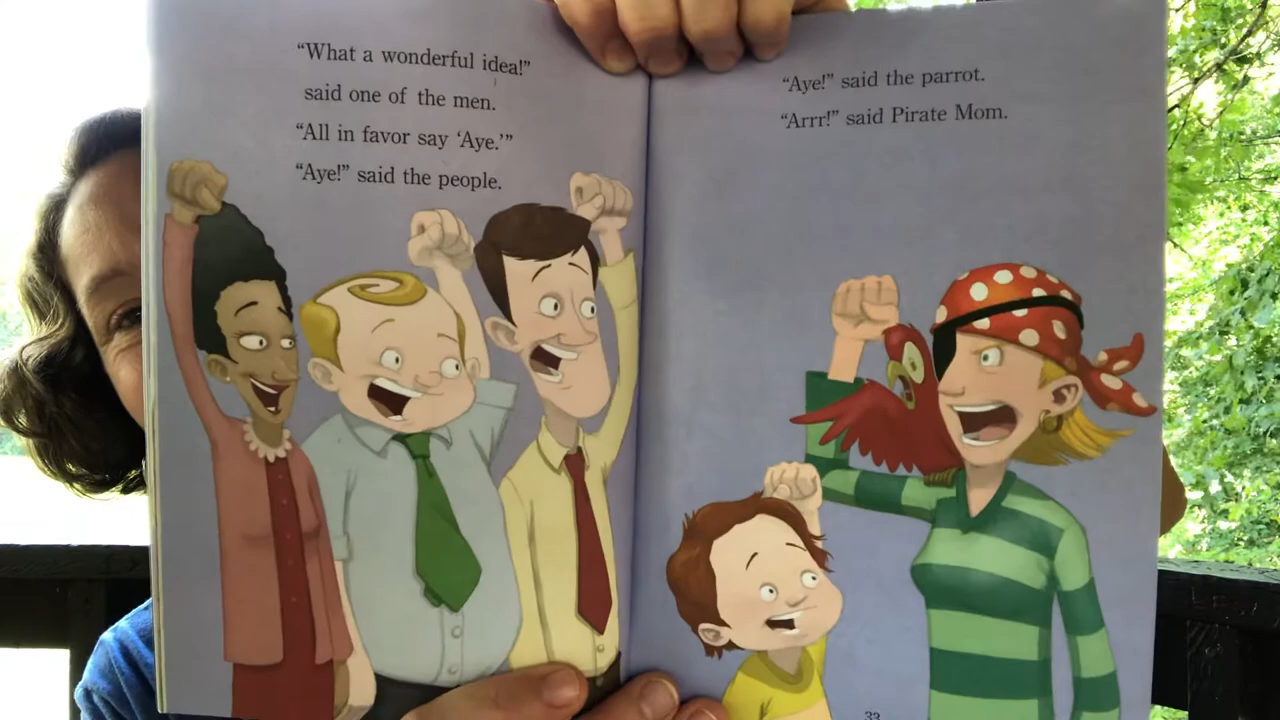 “What a wonderful idea!”
said one of the men.
“All in favor say ‘Aye.’”
“Aye!” said the people.
“Aye!” said the parrot.
“Arrr!” said Pirate Mom.
33